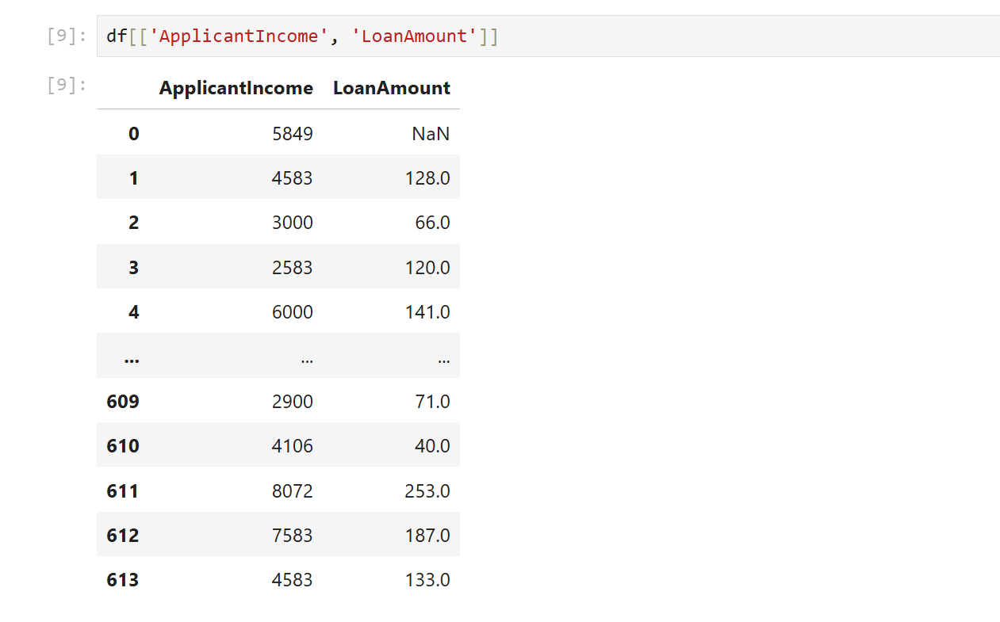 [9]: df[['ApplicantIncome', 'LoanAmount']]
[9]: ApplicantIncome LoanAmount
0 5849 NaN
1 4583 128.0
2 3000 66.0
3 2583 120.0
4 6000 141.0
... ... ...
609 2900 71.0
610 4106 40.0
611 8072 253.0
612 7583 187.0
613 4583 133.0